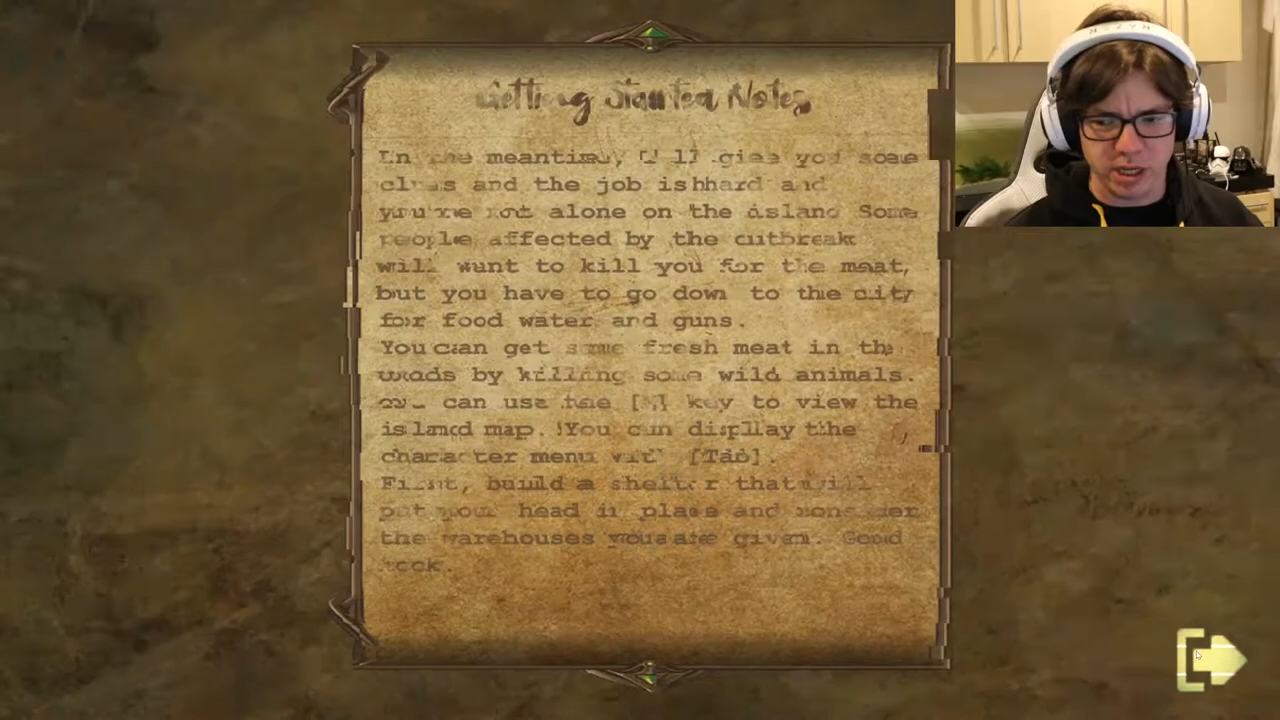 Getting Started Notes
In the meantime, I'll give you some
clues and the job is hard and
you're not alone on the island Some
people affected by the outbreak
will want to kill you for the meat,
but you have to go down to the city
for food water and guns.
You can get some fresh meat in the
woods by killing some wild animals.
can use the key to view the
island map. You can display the
character menu with [Tab].
First, build a shelter that will
put your head in place and consider
the warehouses you are given. Good
RAZER